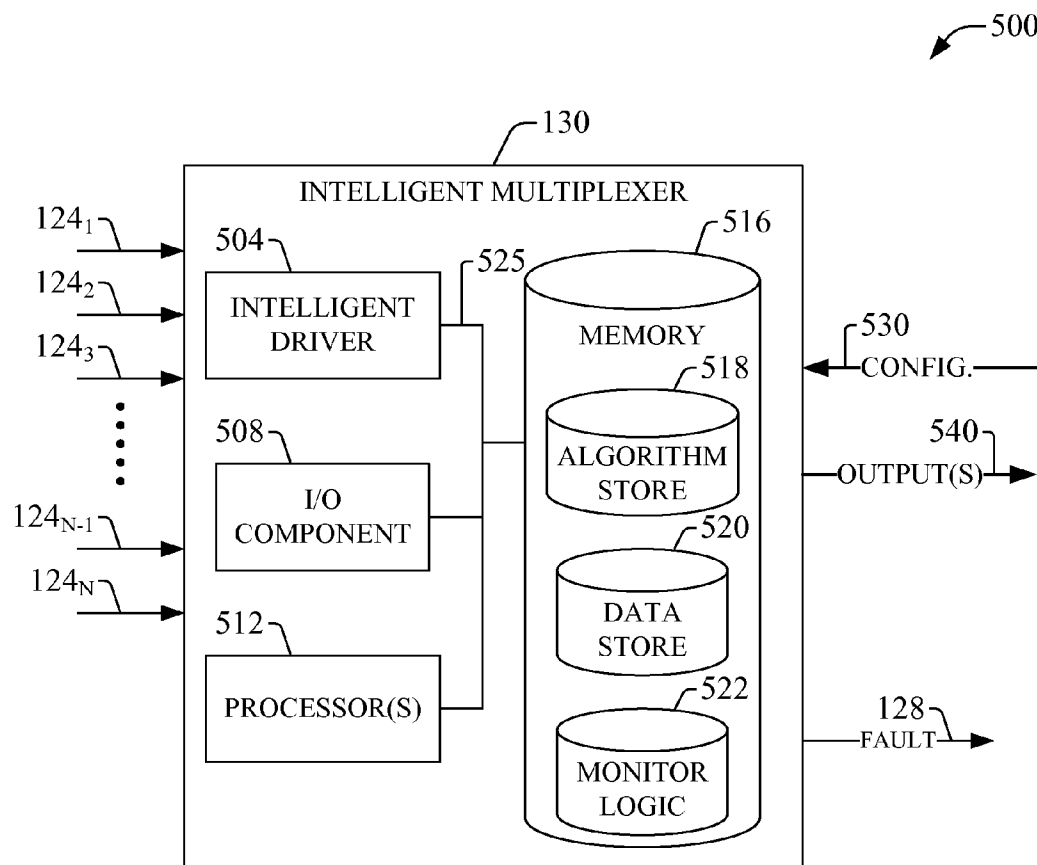 500
130
INTELLIGENT MULTIPLEXER
124₁
504
525
516
124₂
INTELLIGENT
DRIVER
MEMORY
530
CONFIG.
124₃
518
ALGORITHM
STORE
540
OUTPUT(S)
508
I/O
COMPONENT
124N-1
520
DATA
STORE
124N
512
PROCESSOR(S)
522
MONITOR
LOGIC
128
FAULT